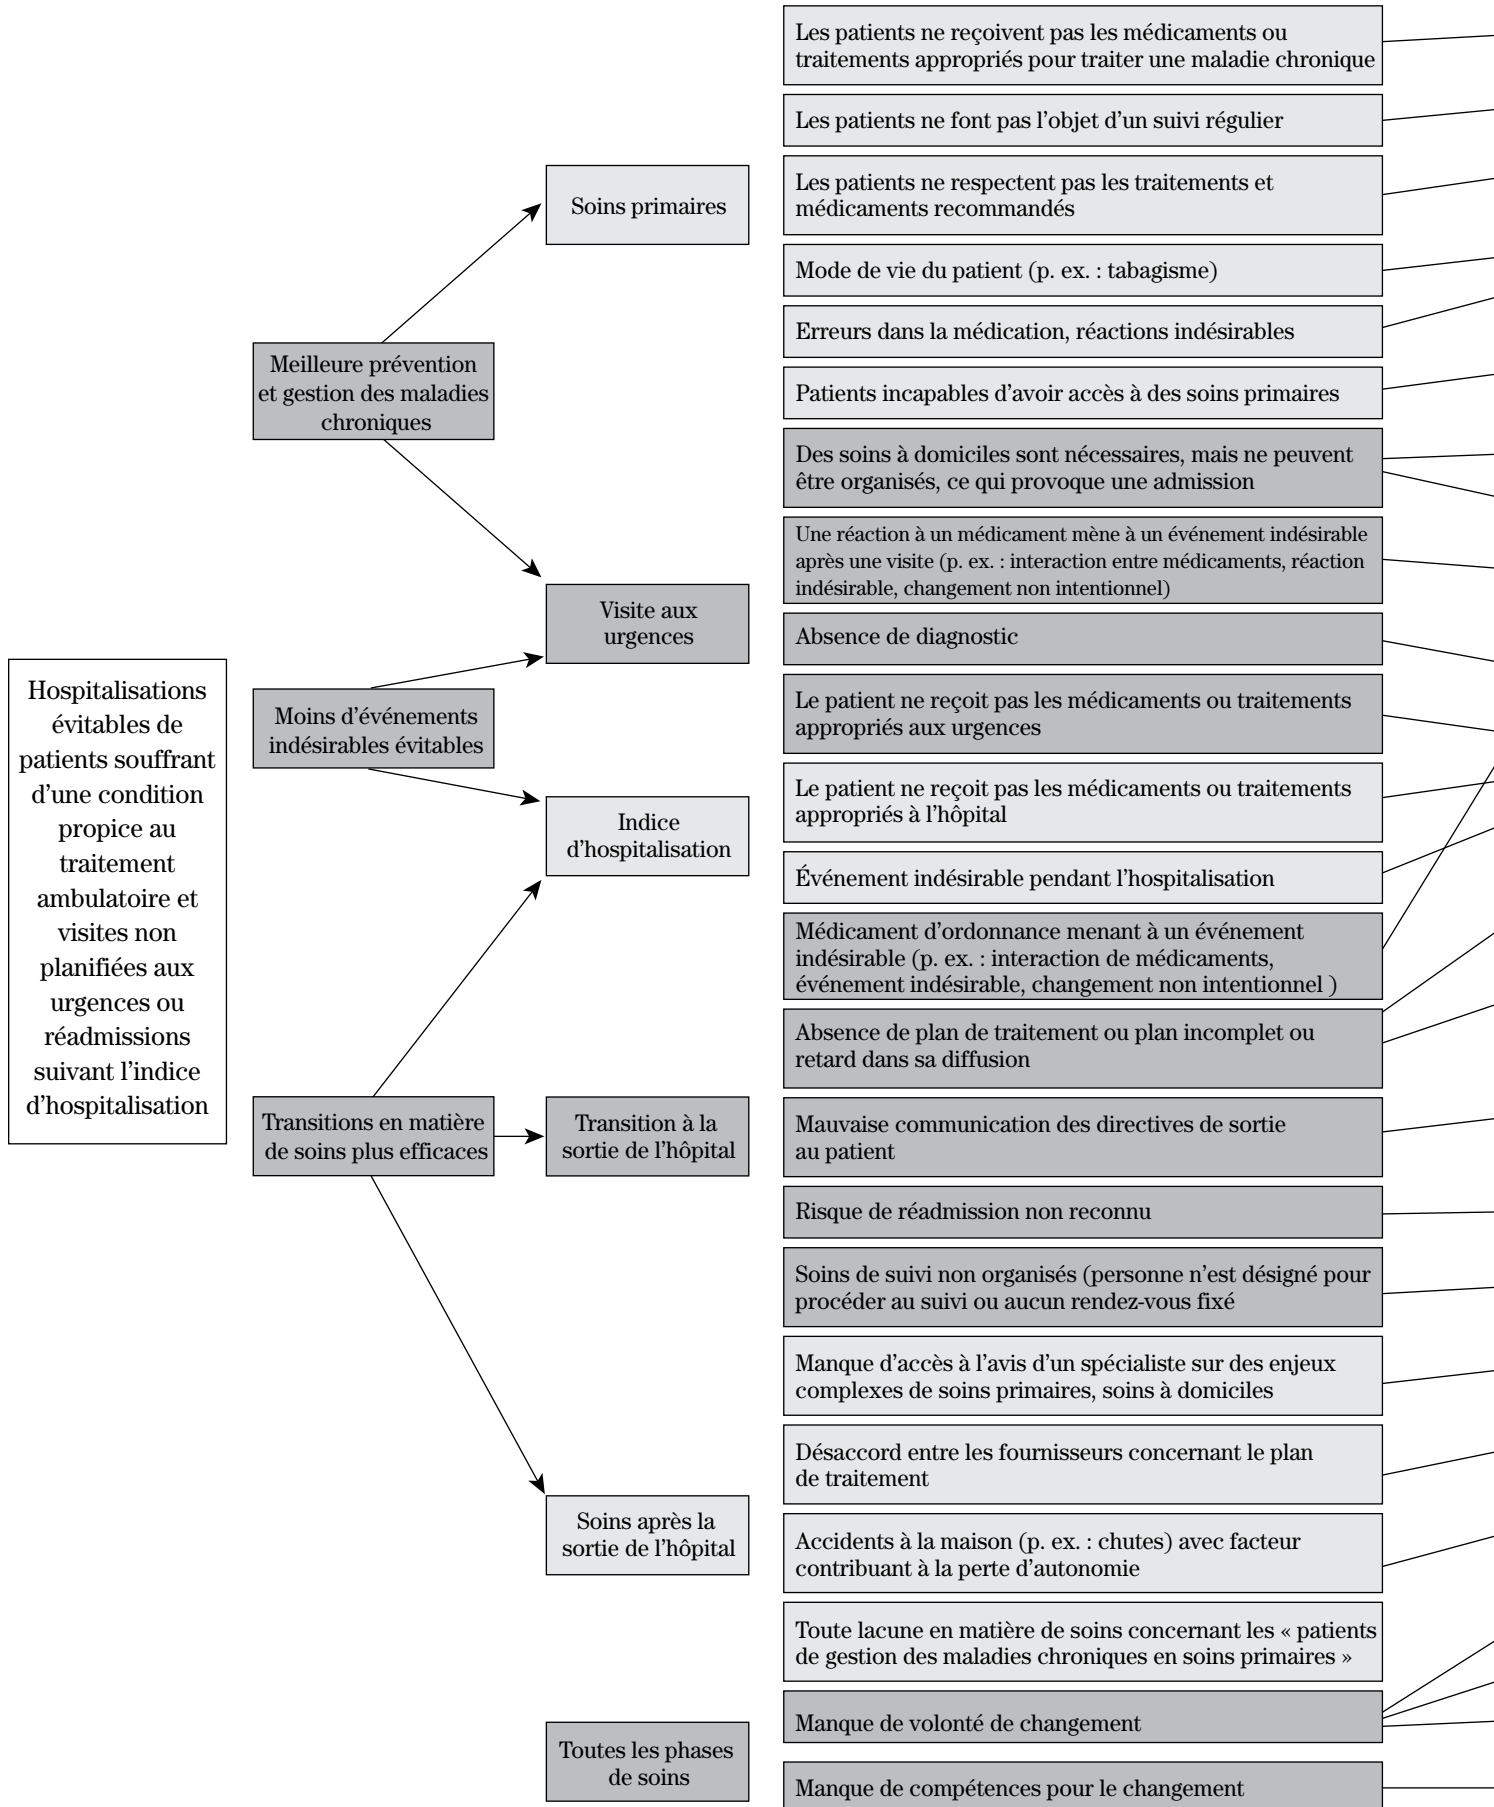 Hospitalisations
évitables de
patients souffrant
d'une condition
propice au
traitement
ambulatoire et
visites non
planifiées aux
urgences ou
réadmissions
suivant l'indice
d'hospitalisation
Meilleure prévention
et gestion des maladies
chroniques
Moins d'événements
indésirables évitables
Transitions en matière
de soins plus efficaces
Soins primaires
Visite aux
urgences
Indice
d'hospitalisation
Transition à la
sortie de l'hôpital
Soins après la
sortie de l'hôpital
Toutes les phases
de soins
Les patients ne reçoivent pas les médicaments ou
traitements appropriés pour traiter une maladie chronique
Les patients ne font pas l'objet d'un suivi régulier
Les patients ne respectent pas les traitements et
médicaments recommandés
Mode de vie du patient (p. ex. : tabagisme)
Erreurs dans la médication, réactions indésirables
Patients incapables d'avoir accès à des soins primaires
Des soins à domiciles sont nécessaires, mais ne peuvent
être organisés, ce qui provoque une admission
Une réaction à un médicament mène à un événement indésirable
après une visite (p. ex. : interaction entre médicaments, réaction
indésirable, changement non intentionnel)
Absence de diagnostic
Le patient ne reçoit pas les médicaments ou traitements
appropriés aux urgences
Le patient ne reçoit pas les médicaments ou traitements
appropriés à l'hôpital
Événement indésirable pendant l'hospitalisation
Médicament d'ordonnance menant à un événement
indésirable (p. ex. : interaction de médicaments,
événement indésirable, changement non intentionnel )
Absence de plan de traitement ou plan incomplet ou
retard dans sa diffusion
Mauvaise communication des directives de sortie
au patient
Risque de réadmission non reconnu
Soins de suivi non organisés (personne n'est désigné pour
procéder au suivi ou aucun rendez-vous fixé
Manque d'accès à l'avis d'un spécialiste sur des enjeux
complexes de soins primaires, soins à domiciles
Désaccord entre les fournisseurs concernant le plan
de traitement
Accidents à la maison (p. ex. : chutes) avec facteur
contribuant à la perte d'autonomie
Toute lacune en matière de soins concernant les « patients
de gestion des maladies chroniques en soins primaires »
Manque de volonté de changement
Manque de compétences pour le changement